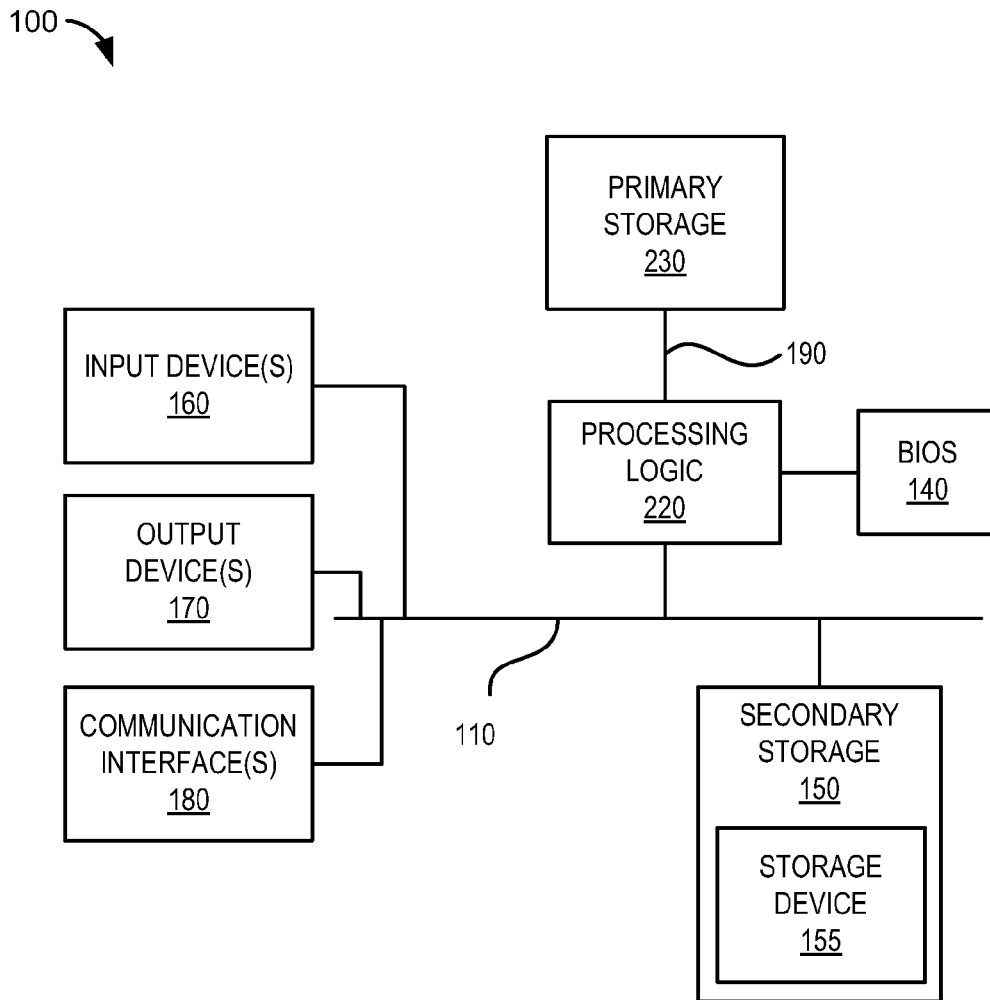 100
PRIMARY
STORAGE
230
190
INPUT DEVICE(S)
160
PROCESSING
LOGIC
220
BIOS
140
OUTPUT
DEVICE(S)
170
110
COMMUNICATION
INTERFACE(S)
180
SECONDARY
STORAGE
150
STORAGE
DEVICE
155